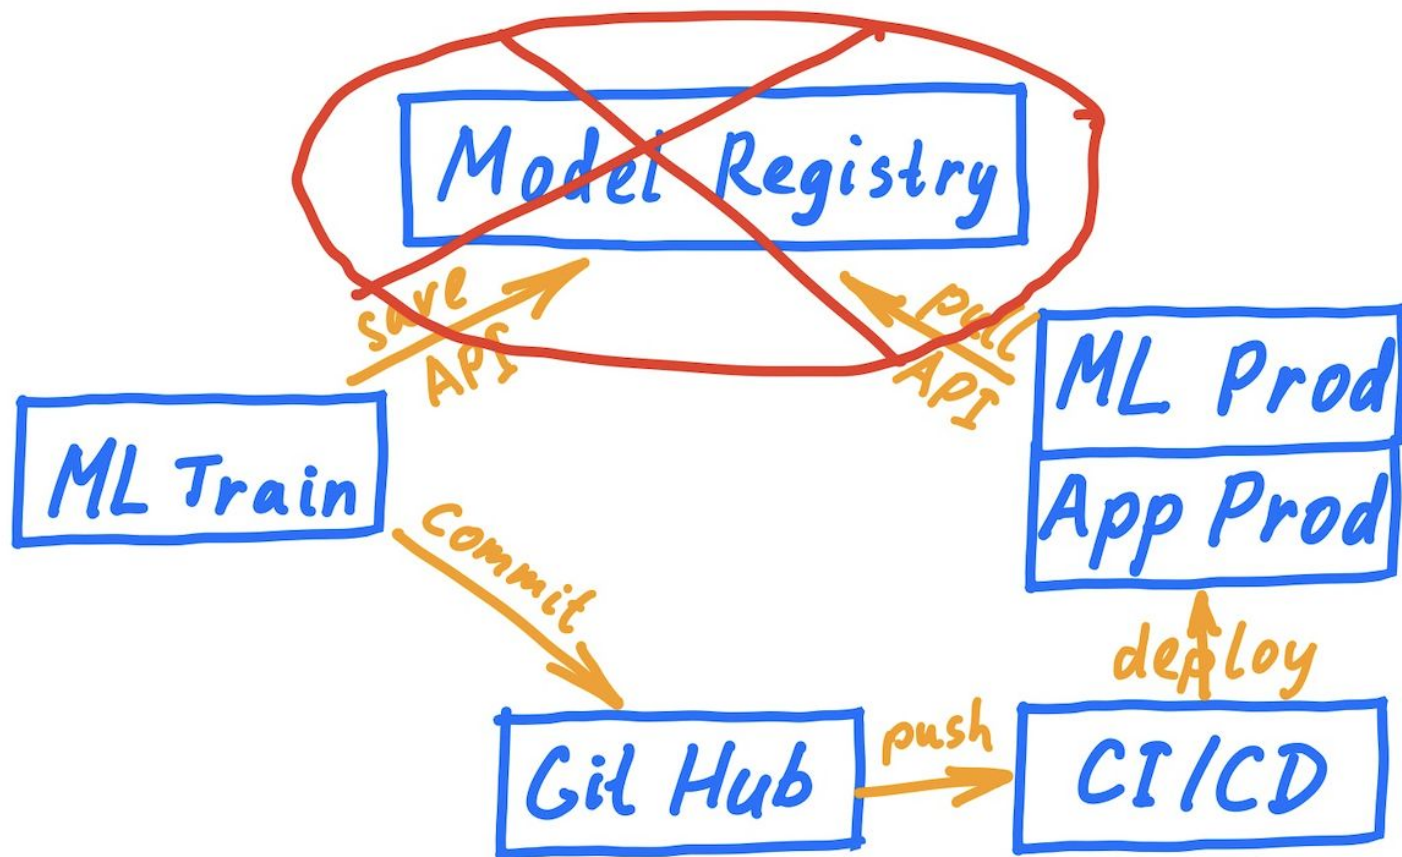 Model Registry
save
API
pull
API
ML Prod
App Prod
ML Train
commit
deploy
Git Hub
push
CI/CD